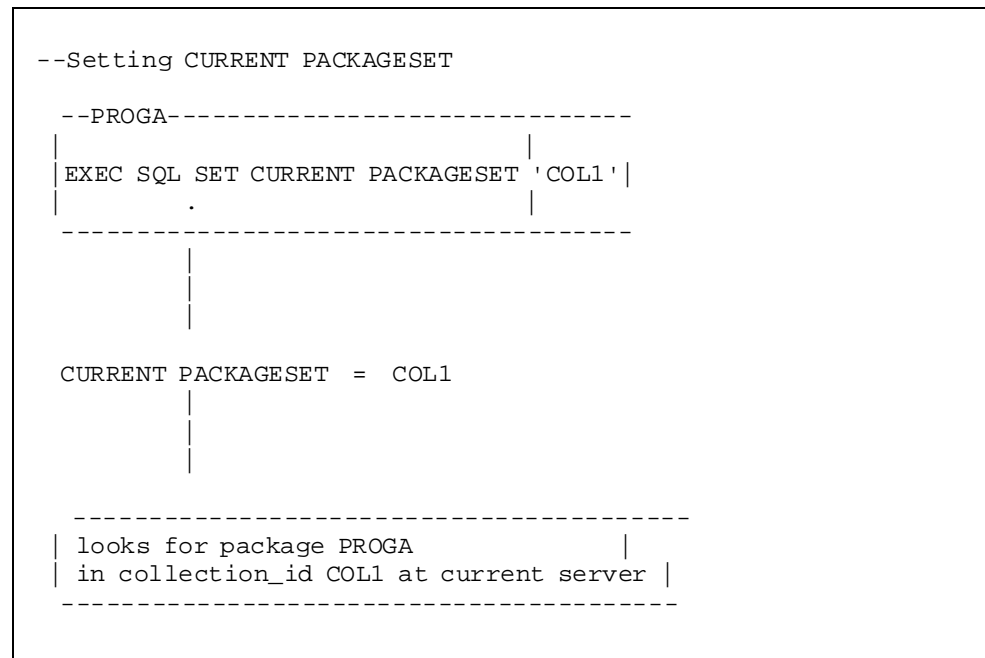 --Setting CURRENT PACKAGESET
--PROGA-------------------------------
|                               |
|EXEC SQL SET CURRENT PACKAGESET 'COL1'|
|         .                      |
--------------------------------------
|
|
|
CURRENT PACKAGESET  =  COL1
|
|
|
-----------------------------------------
| looks for package PROGA              |
| in collection_id COL1 at current server |
-----------------------------------------